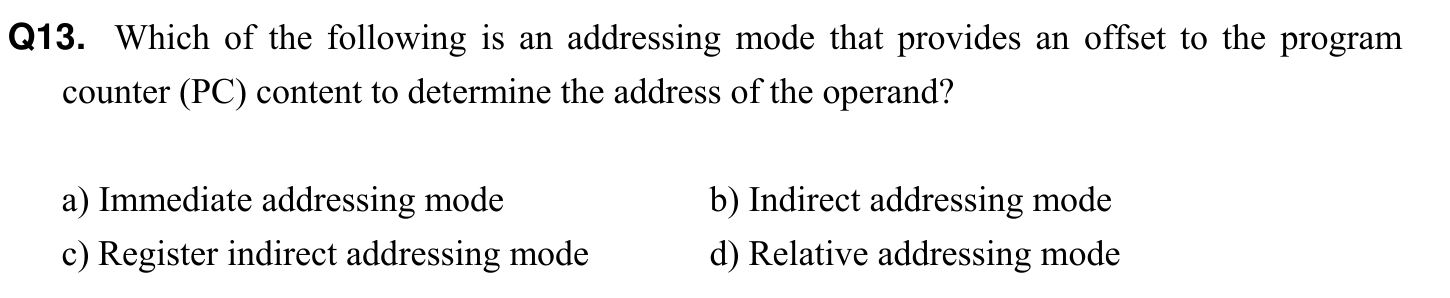 Q13. Which of the following is an addressing mode that provides an offset to the program
counter (PC) content to determine the address of the operand?
a) Immediate addressing mode b) Indirect addressing mode
c) Register indirect addressing mode d) Relative addressing mode